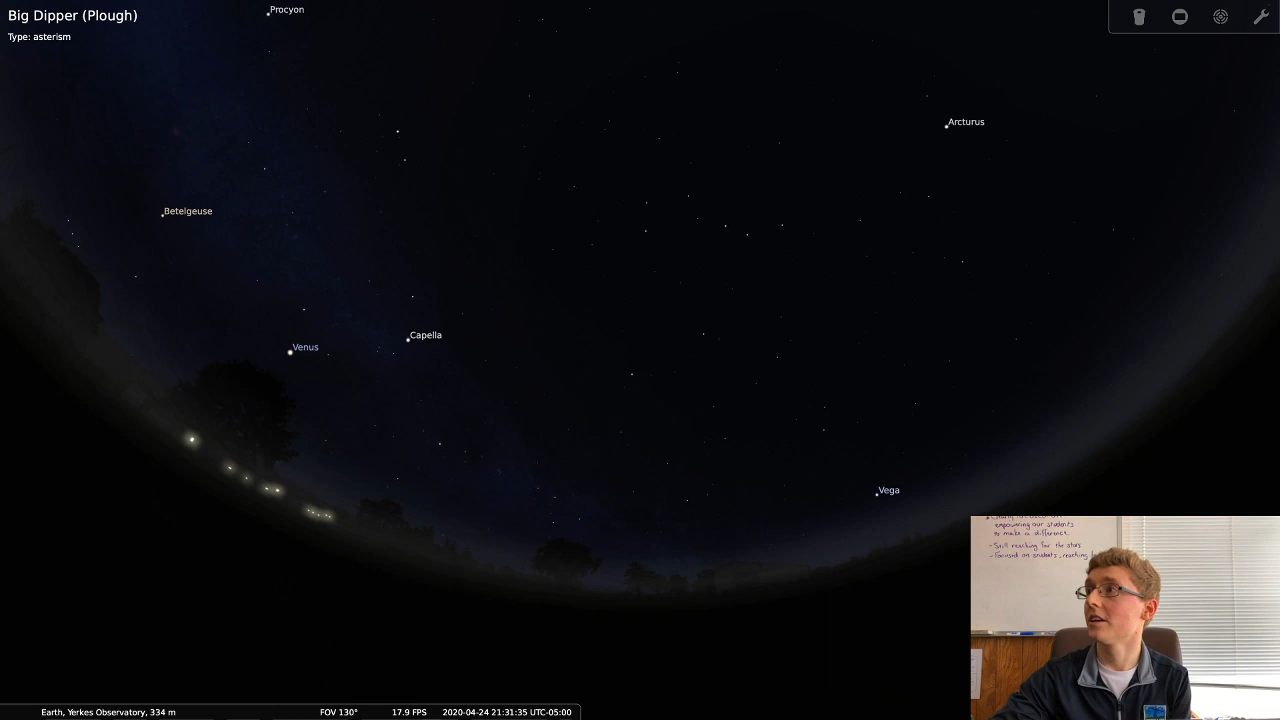 Big Dipper (Plough)
Type: asterism
Procyon
Arcturus
Betelgeuse
Capella
Venus
Vega
empowering our students
to make a difference.
- Still reaching for the stars
- Focused on students, reaching
Earth, Yerkes Observatory, 334 m
FOV 130°
17.9 FPS
2020-04-24 21:31:35 UTC-05:00